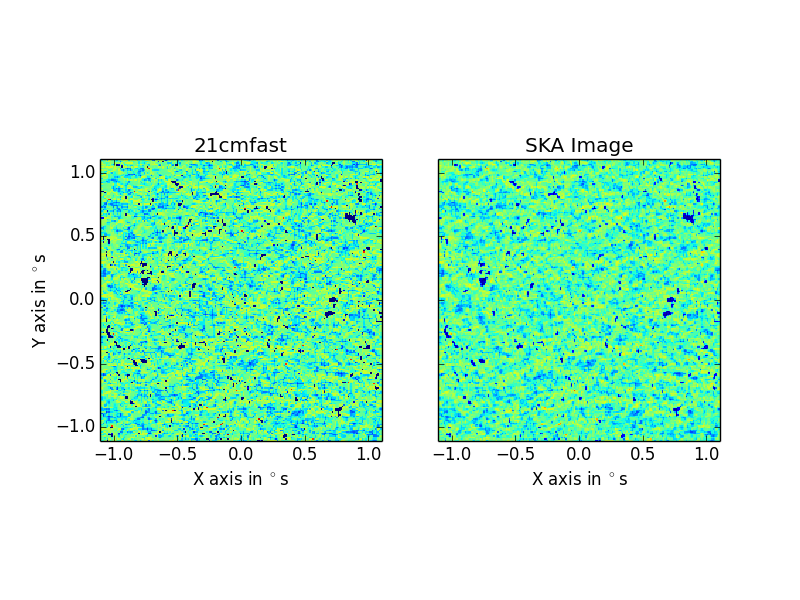 21cmfast
SKA Image
1.0
0.5
0.0
−0.5
−1.0
Y axis in °s
−1.0 −0.5 0.0 0.5 1.0
−1.0 −0.5 0.0 0.5 1.0
X axis in °s
X axis in °s